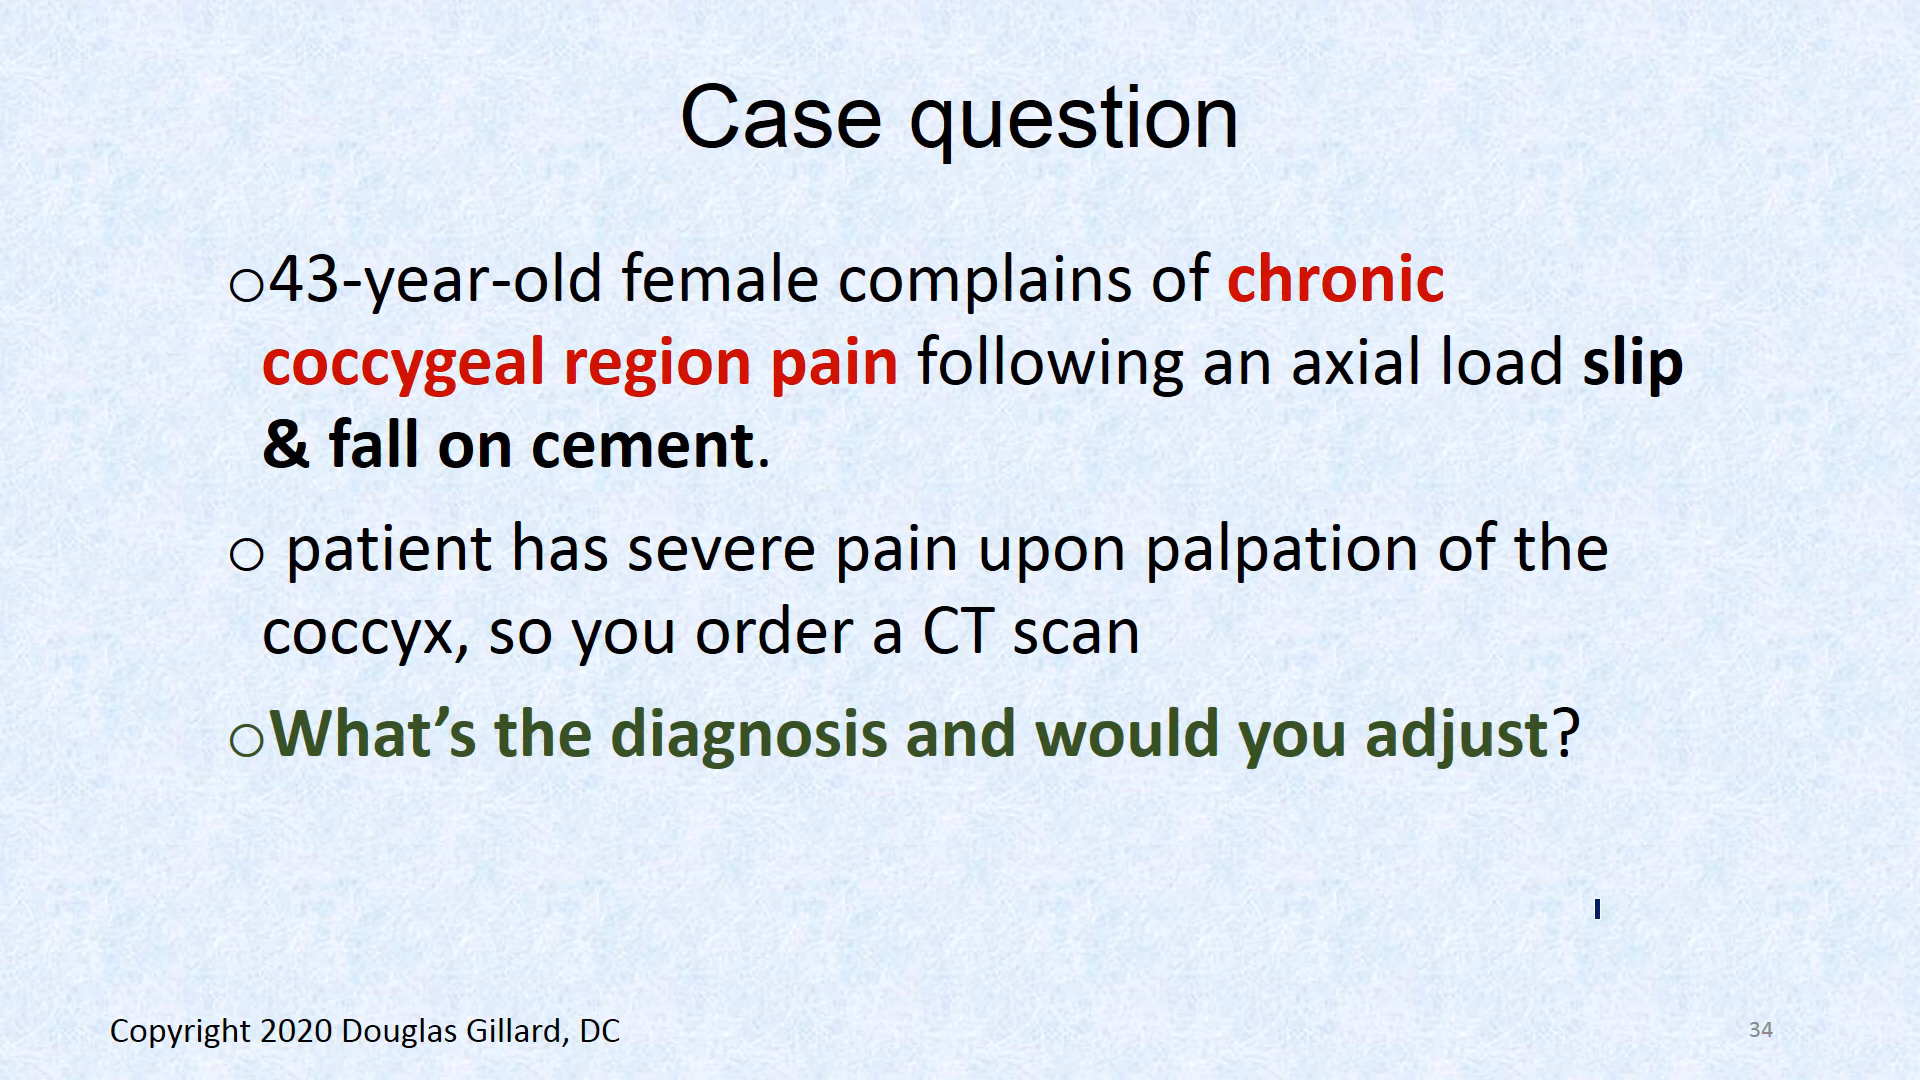 Case question
o43-year-old female complains of chronic
coccygeal region pain following an axial load slip
& fall on cement.
o patient has severe pain upon palpation of the
coccyx, so you order a CT scan
oWhat’s the diagnosis and would you adjust?
Copyright 2020 Douglas Gillard, DC
34